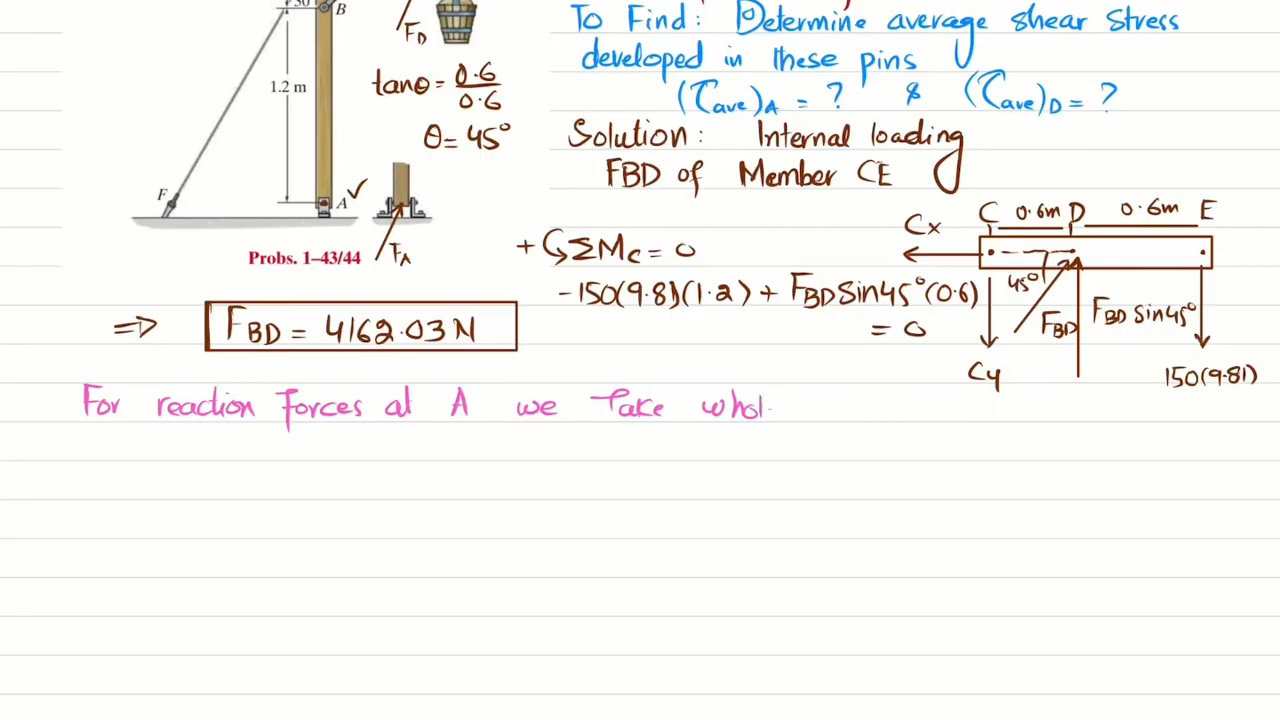 30°
B
F_D
1.2 m
F
A ✓
F_A
Probs. 1–43/44
tanθ = 0.6/0.6
θ = 45°
To Find: Determine average shear stress
developed in these pins
(τave)A = ? & (τave)D = ?
Solution: Internal loading
FBD of Member CE
+ ↺ΣMc = 0
-150(9.8)(1.2) + FBD Sin45°(0.6)
= 0
⇒ FBD = 4162.03 N
Cx
C 0.6m D 0.6m E
45°
FBD
FBD Sin45°
Cy
150(9.81)
For reaction Forces at A we Take whol